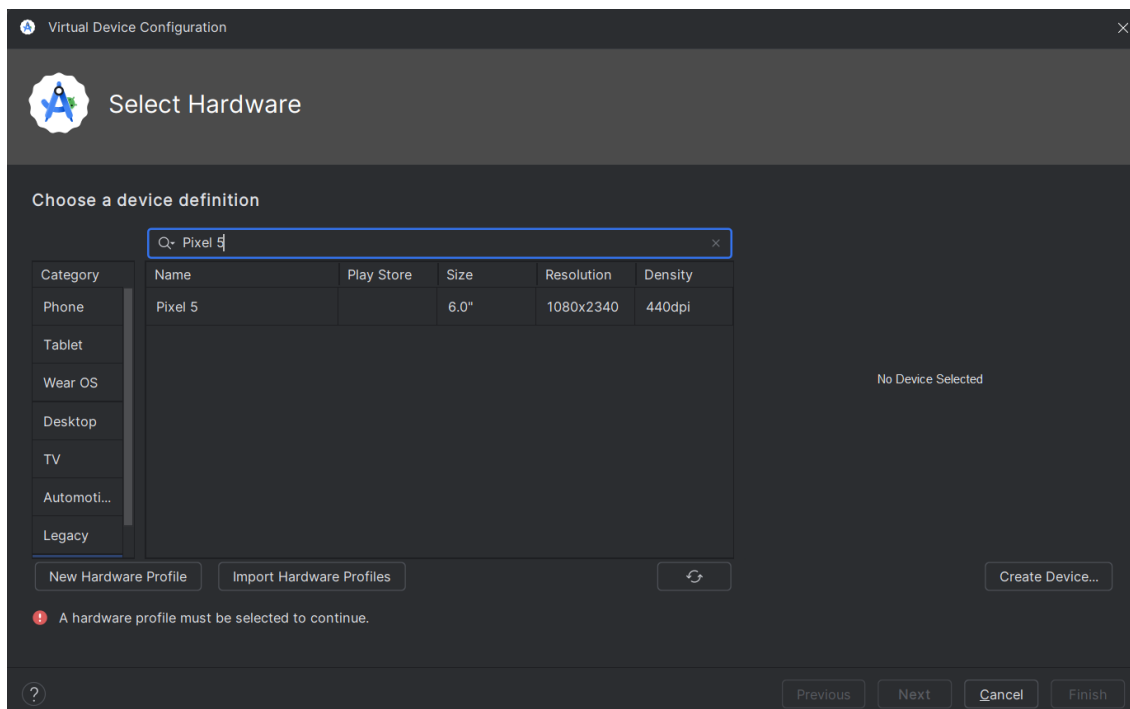 Virtual Device Configuration
Select Hardware
Choose a device definition
Pixel 5
Category Name Play Store Size Resolution Density
Phone Pixel 5 6.0" 1080x2340 440dpi
Tablet
Wear OS
No Device Selected
Desktop
TV
Automoti...
Legacy
New Hardware Profile Import Hardware Profiles Create Device...
A hardware profile must be selected to continue.
? Previous Next Cancel Finish